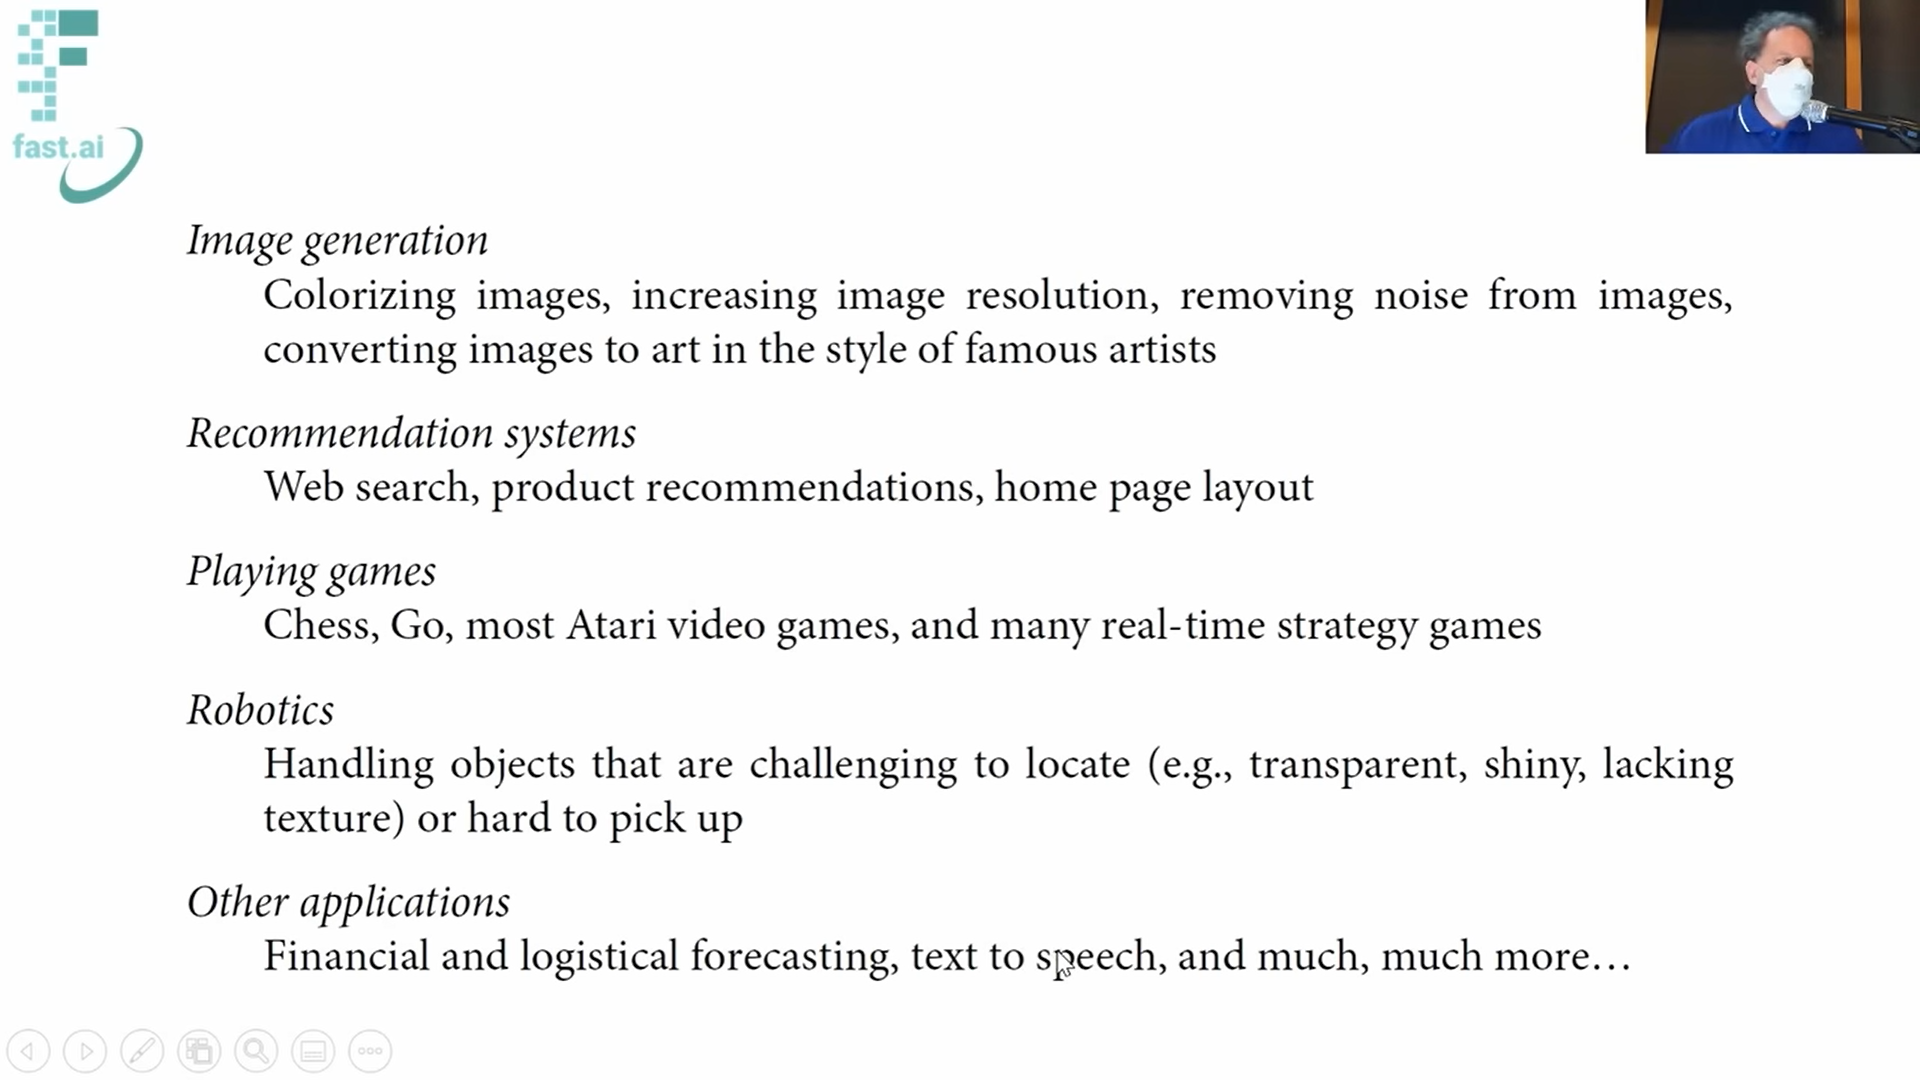 fast.ai
Image generation
Colorizing images, increasing image resolution, removing noise from images,
converting images to art in the style of famous artists
Recommendation systems
Web search, product recommendations, home page layout
Playing games
Chess, Go, most Atari video games, and many real-time strategy games
Robotics
Handling objects that are challenging to locate (e.g., transparent, shiny, lacking
texture) or hard to pick up
Other applications
Financial and logistical forecasting, text to speech, and much, much more…